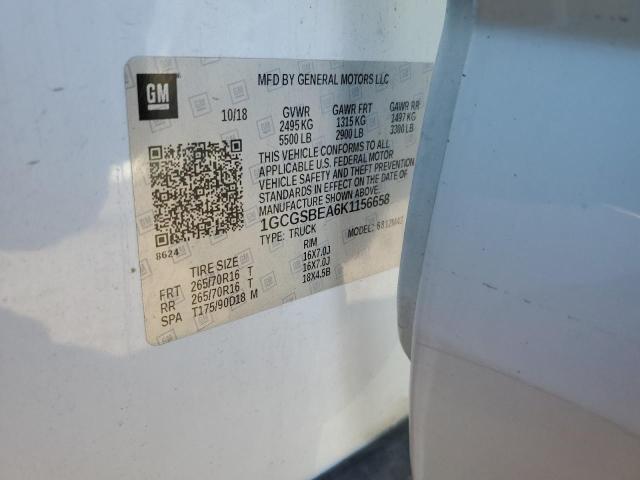 GM
MFD BY GENERAL MOTORS LLC
10/18 GVWR GAWR FRT GAWR RR
2495 KG 1315 KG 1497 KG
5500 LB 2900 LB 3300 LB
THIS VEHICLE CONFORMS TO ALL
APPLICABLE U.S. FEDERAL MOTOR
VEHICLE SAFETY AND THEFT PREVENTION
STANDARDS IN EFFECT ON THE DATE OF
MANUFACTURE SHOWN ABOVE.
1GCGSBEA6K1156658
TYPE: TRUCK MODEL:
8624
TIRE SIZE RIM
FRT 265/70R16 T 16X7.0J
RR 265/70R16 T 16X7.0J
SPA T175/90D18 M 18X4.5B